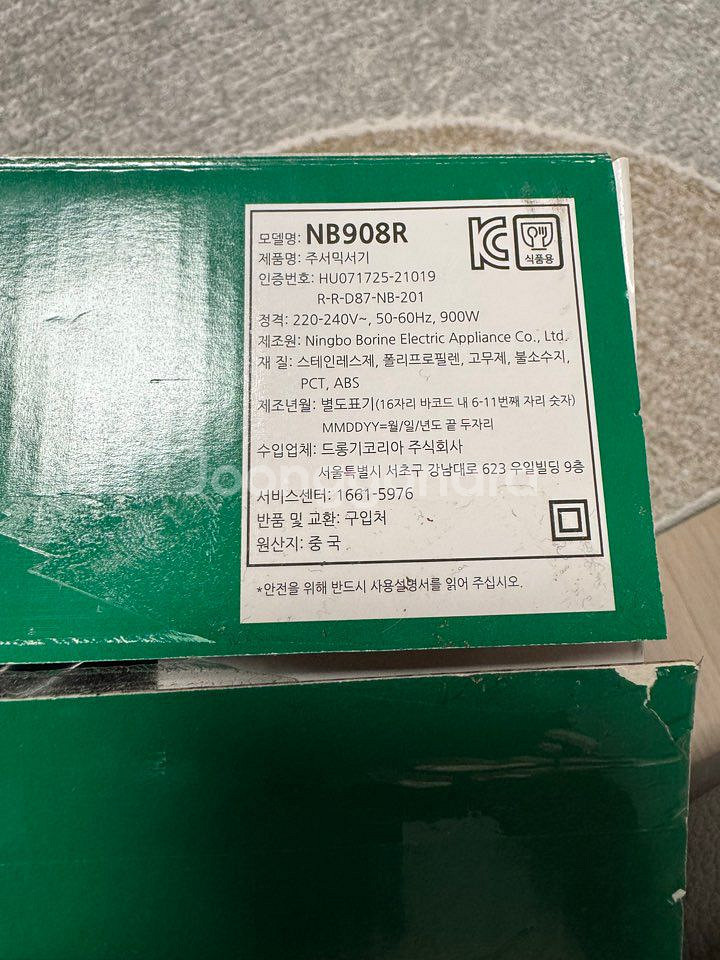 모델명: NB908R
제품명: 주서믹서기
인증번호: HU071725-21019
R-R-D87-NB-201
정격: 220-240V~, 50-60Hz, 900W
제조원: Ningbo Borine Electric Appliance Co., Ltd.
재 질: 스테인레스제, 폴리프로필렌, 고무제, 불소수지,
PCT, ABS
제조년월: 별도표기(16자리 바코드 내 6-11번째 자리 숫자)
MMDDYY=월/일/년도 끝 두자리
수입업체: 드롱기코리아 주식회사
서울특별시 서초구 강남대로 623 우일빌딩 9층
서비스센터: 1661-5976
반품 및 교환: 구입처
원산지: 중 국
*안전을 위해 반드시 사용설명서를 읽어 주십시오.
KC
식품용
Joonggonara